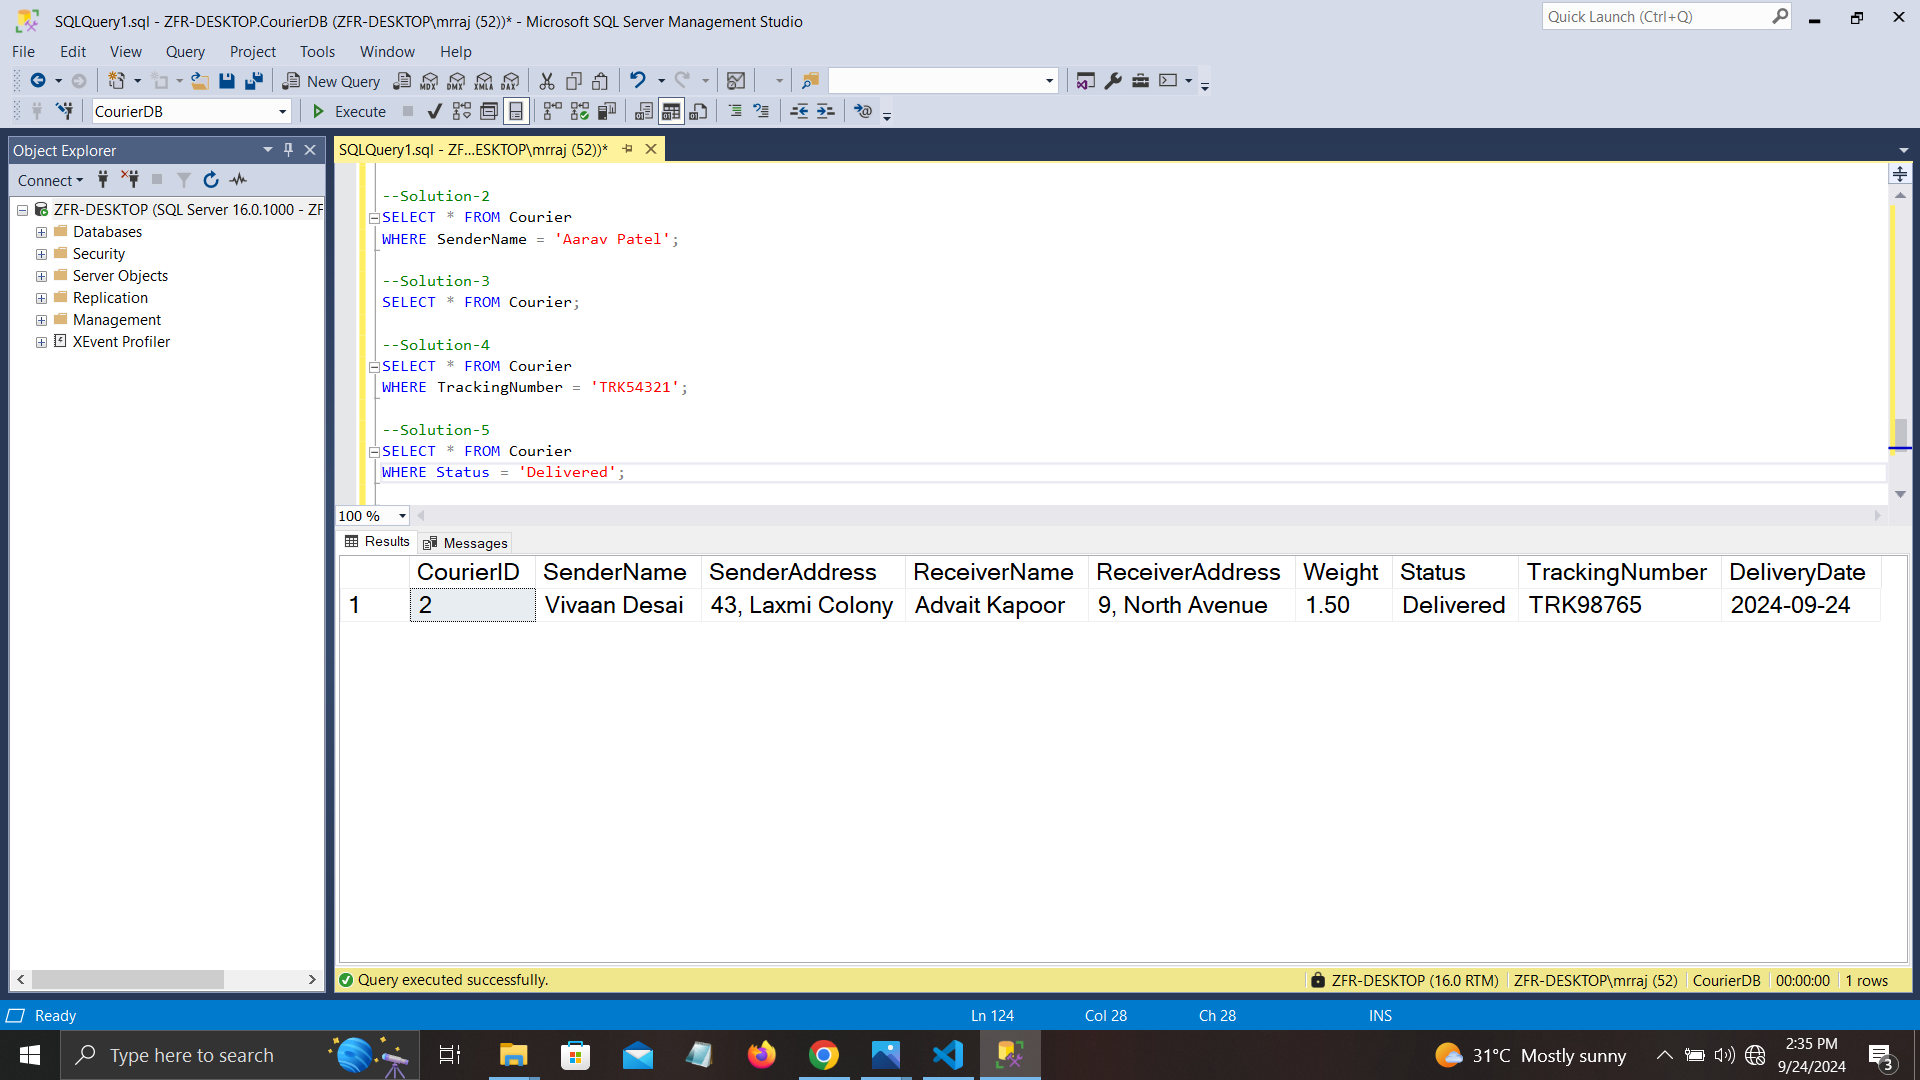 SQLQuery1.sql - ZFR-DESKTOP.CourierDB (ZFR-DESKTOP\mrraj (52))* - Microsoft SQL Server Management Studio
Quick Launch (Ctrl+Q)
File Edit View Query Project Tools Window Help
New Query MDX DMX XMLA DAX
CourierDB Execute
Object Explorer
Connect
ZFR-DESKTOP (SQL Server 16.0.1000 - ZF
Databases
Security
Server Objects
Replication
Management
XEvent Profiler
SQLQuery1.sql - ZF...ESKTOP\mrraj (52))*
--Solution-2
SELECT * FROM Courier
WHERE SenderName = 'Aarav Patel';
--Solution-3
SELECT * FROM Courier;
--Solution-4
SELECT * FROM Courier
WHERE TrackingNumber = 'TRK54321';
--Solution-5
SELECT * FROM Courier
WHERE Status = 'Delivered';
100 %
Results Messages
CourierID SenderName SenderAddress ReceiverName ReceiverAddress Weight Status TrackingNumber DeliveryDate
1 2 Vivaan Desai 43, Laxmi Colony Advait Kapoor 9, North Avenue 1.50 Delivered TRK98765 2024-09-24
Query executed successfully. ZFR-DESKTOP (16.0 RTM) ZFR-DESKTOP\mrraj (52) CourierDB 00:00:00 1 rows
Ready Ln 124 Col 28 Ch 28 INS
Type here to search
31°C Mostly sunny
2:35 PM
9/24/2024
3